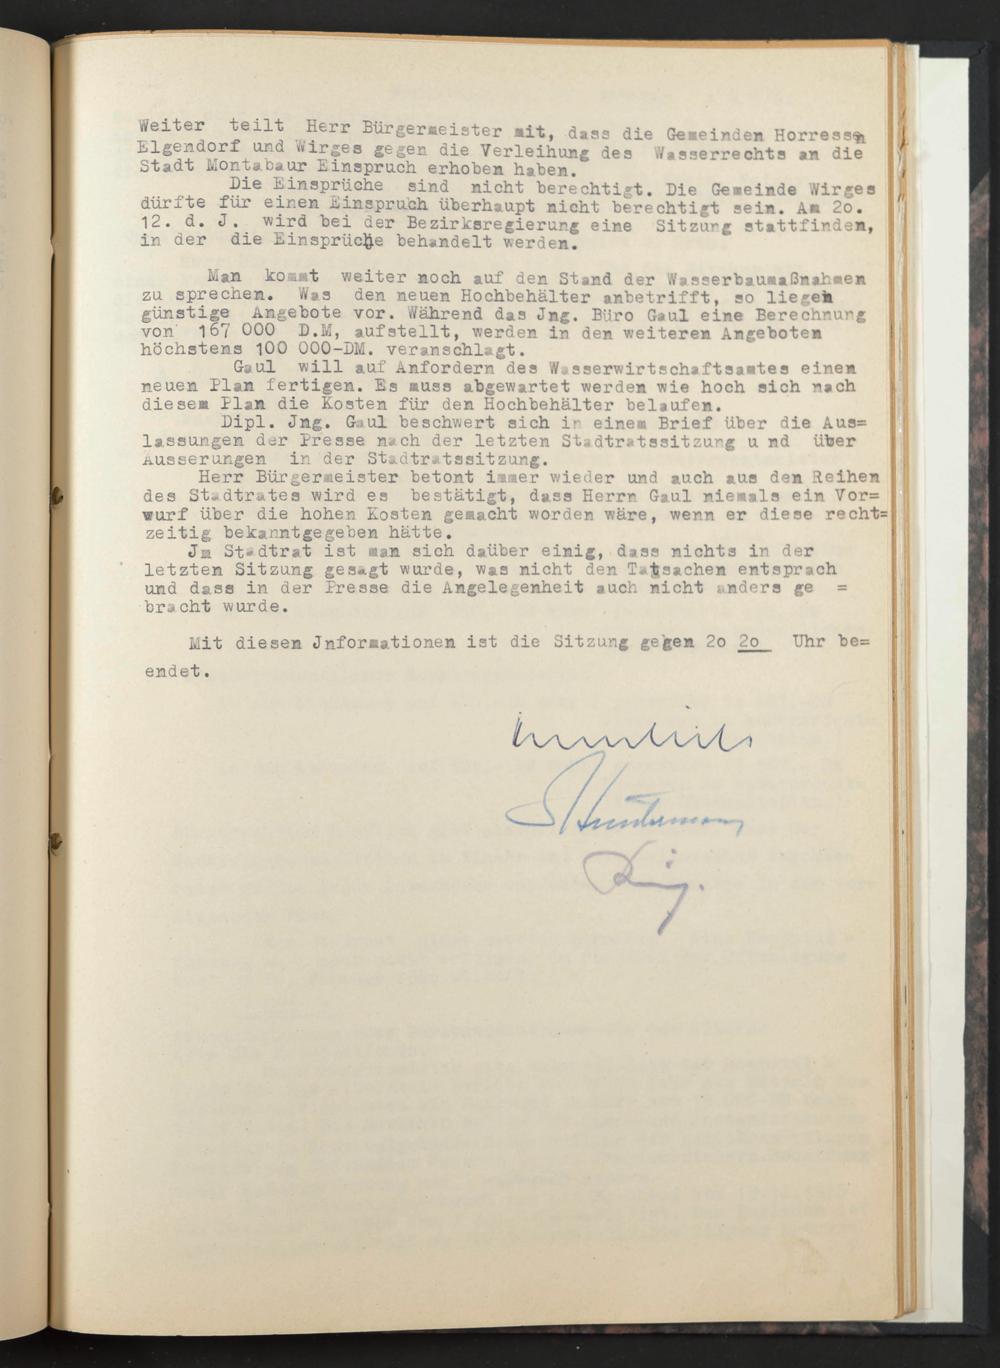 Weiter teilt Herr Bürgermeister mit, dass die Gemeinden Horressen
Elgendorf und Wirges gegen die Verleihung des Wasserrechts an die
Stadt Montabaur Einspruch erhoben haben.
Die Einsprüche sind nicht berechtigt. Die Gemeinde Wirges
dürfte für einen Einspruch überhaupt nicht berechtigt sein. Am 2o.
12. d. J. wird bei der Bezirksregierung eine Sitzung stattfinden,
in der die Einsprüche behandelt werden.
Man kommt weiter noch auf den Stand der Wasserbaumaßnahmen
zu sprechen. Was den neuen Hochbehälter anbetrifft, so liegen
günstige Angebote vor. Während das Jng. Büro Gaul eine Berechnung
von 167 000 D.M, aufstellt, werden in den weiteren Angeboten
höchstens 100 000-DM. veranschlagt.
Gaul will auf Anfordern des Wasserwirtschaftsamtes einen
neuen Plan fertigen. Es muss abgewartet werden wie hoch sich nach
diesem Plan die Kosten für den Hochbehälter belaufen.
Dipl. Jng. Gaul beschwert sich in einem Brief über die Aus=
lassungen der Presse nach der letzten Stadtratssitzung u nd über
Ausserungen in der Stadtratssitzung.
Herr Bürgermeister betont immer wieder und auch aus den Reihen
des Stadtrates wird es bestätigt, dass Herrn Gaul niemals ein Vor=
wurf über die hohen Kosten gemacht worden wäre, wenn er diese recht=
zeitig bekanntgegeben hätte.
Jm Stadtrat ist man sich daüber einig, dass nichts in der
letzten Sitzung gesagt wurde, was nicht den Tatsachen entsprach
und dass in der Presse die Angelegenheit auch nicht anders ge =
bracht wurde.
Mit diesen Jnformationen ist die Sitzung gegen 2o 2o Uhr be=
endet.